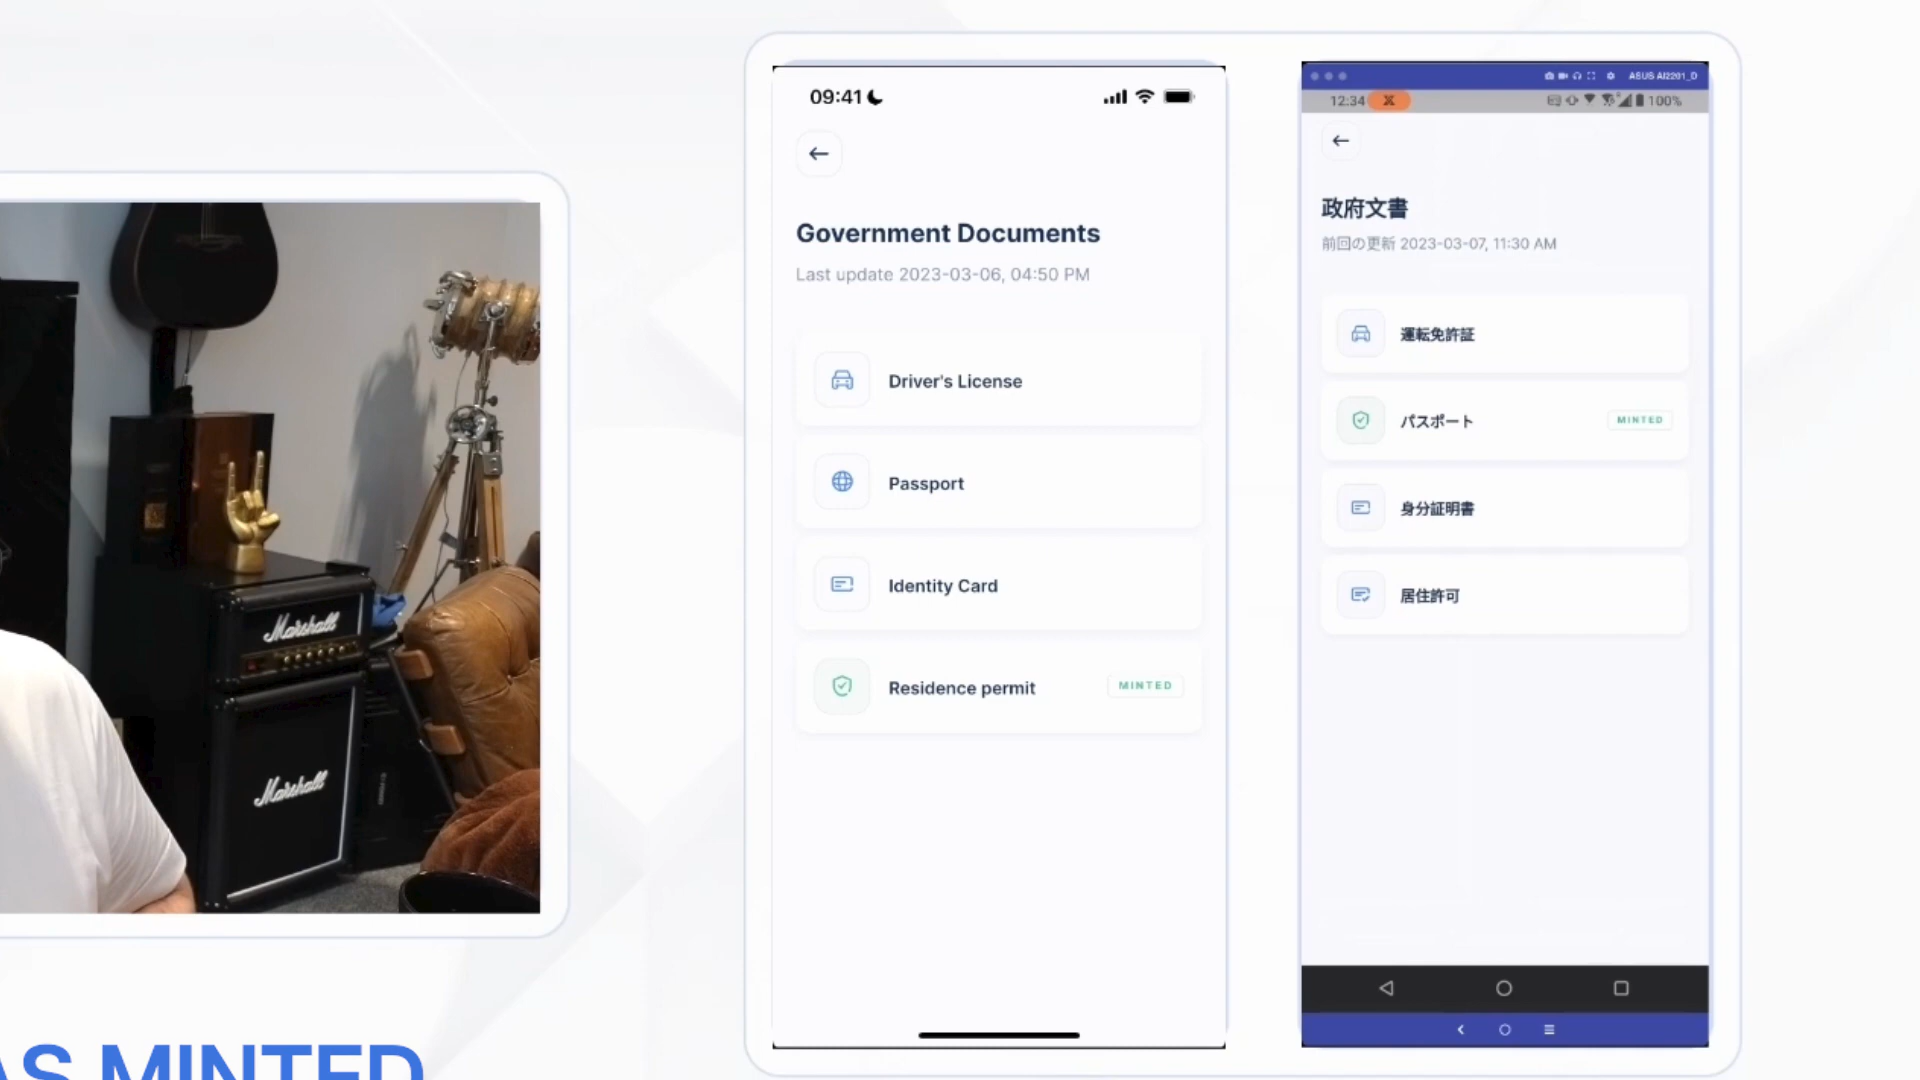 Marshall
Marshall
AS MINTED
09:41
Government Documents
Last update 2023-03-06, 04:50 PM
Driver's License
Passport
Identity Card
Residence permit
MINTED
ASUS AI2201_D
12:34
100%
政府文書
前回の更新 2023-03-07, 11:30 AM
運転免許証
パスポート
MINTED
身分証明書
居住許可